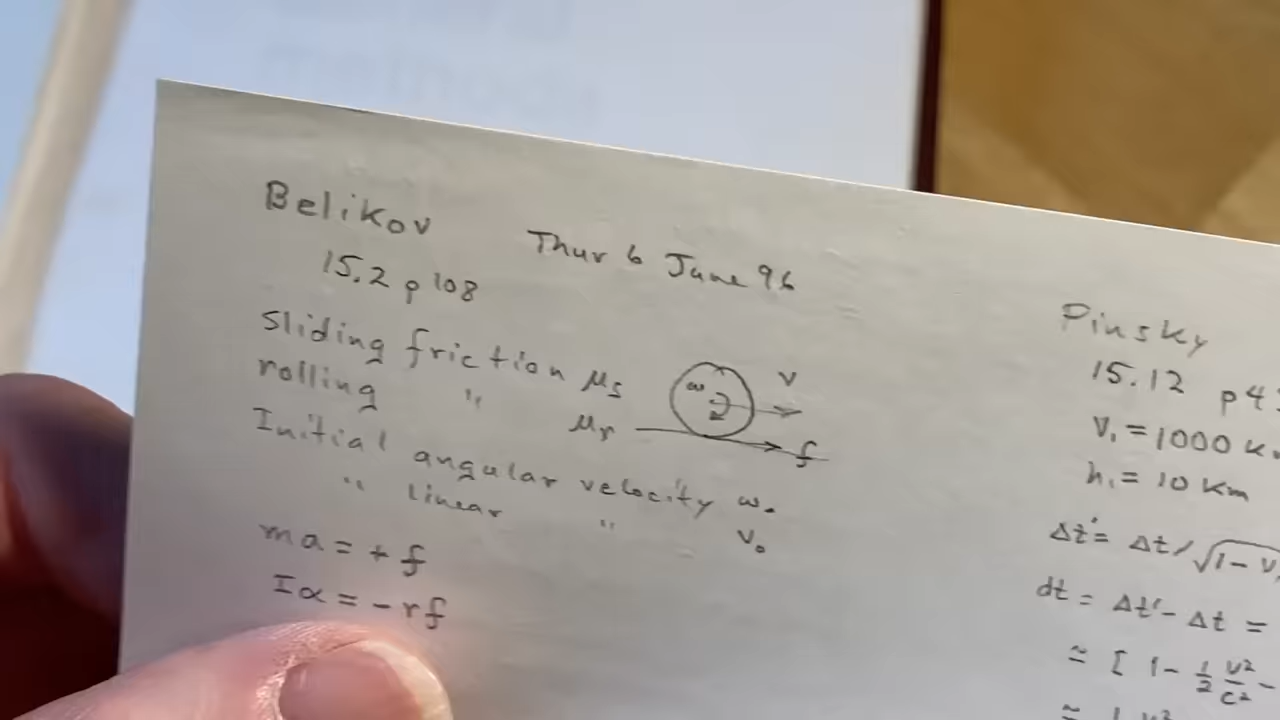 Belikov
Thur 6 June 96
15.2 p 108
Sliding friction μs
rolling " μr
ω
v
f
Initial angular velocity ω₀
" linear " v₀
ma = + f
Iα = - rf
Pinsky
15.12 p 4
V₁ = 1000 K
h₁ = 10 Km
Δt' = Δt/√1-
dt = Δt' - Δt =
≈ [ 1 - 1/2 v²/c² -